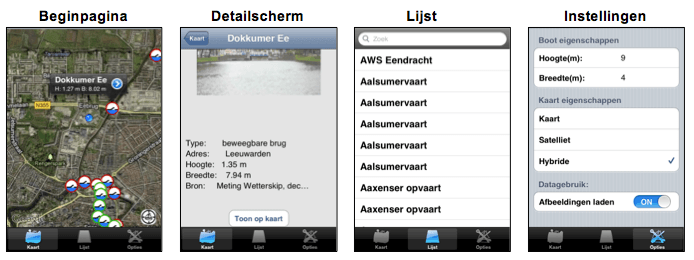 Beginpagina
Dokkumer Ee
H: 1.27 m B: 8.02 m
N355
Eebrug
Kaart
Lijst
Opties
Detailscherm
Kaart
Dokkumer Ee
Type: beweegbare brug
Adres: Leeuwarden
Hoogte: 1.35 m
Breedte: 7.94 m
Bron: Meting Wetterskip, dec...
Toon op kaart
Kaart
Lijst
Opties
Lijst
Zoek
AWS Eendracht
Aalsumervaart
Aalsumervaart
Aalsumervaart
Aalsumervaart
Aalsumervaart
Aaxenser opvaart
Aaxenser opvaart
Kaart
Lijst
Opties
Instellingen
Boot eigenschappen
Hoogte(m): 9
Breedte(m): 4
Kaart eigenschappen
Kaart
Satelliet
Hybride
Datagebruik:
Afbeeldingen laden ON
Kaart
Lijst
Opties